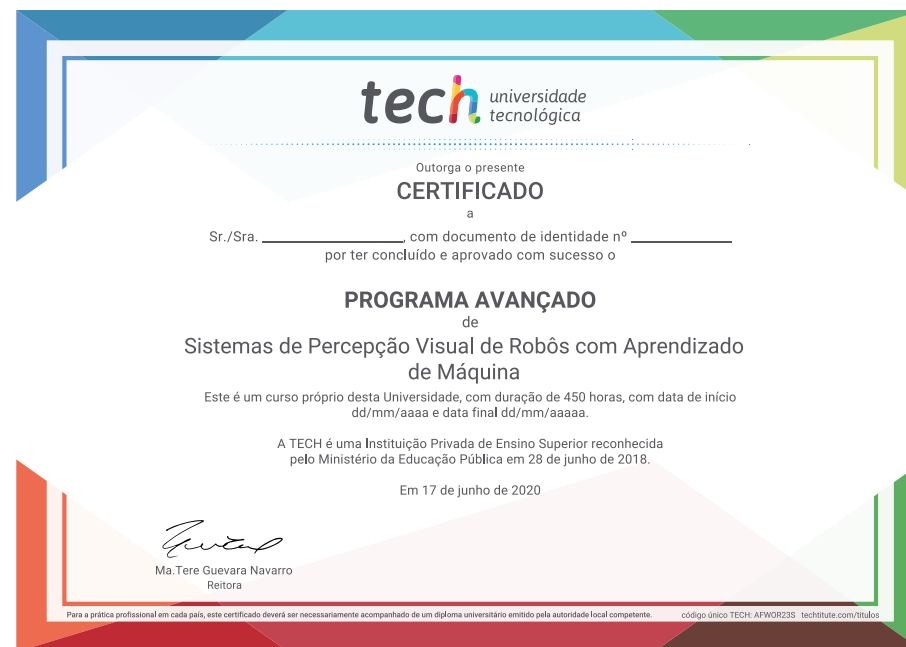 tech universidade
tecnológica
Outorga o presente
CERTIFICADO
a
Sr./Sra. ____________________, com documento de identidade nº ______________
por ter concluído e aprovado com sucesso o
PROGRAMA AVANÇADO
de
Sistemas de Percepção Visual de Robôs com Aprendizado
de Máquina
Este é um curso próprio desta Universidade, com duração de 450 horas, com data de início
dd/mm/aaaa e data final dd/mm/aaaaa.
A TECH é uma Instituição Privada de Ensino Superior reconhecida
pelo Ministério da Educação Pública em 28 de junho de 2018.
Em 17 de junho de 2020
Ma.Tere Guevara Navarro
Reitora
Para a prática profissional em cada país, este certificado deverá ser necessariamente acompanhado de um diploma universitário emitido pela autoridade local competente. código único TECH: AFWOR23S techtitute.com/titulos